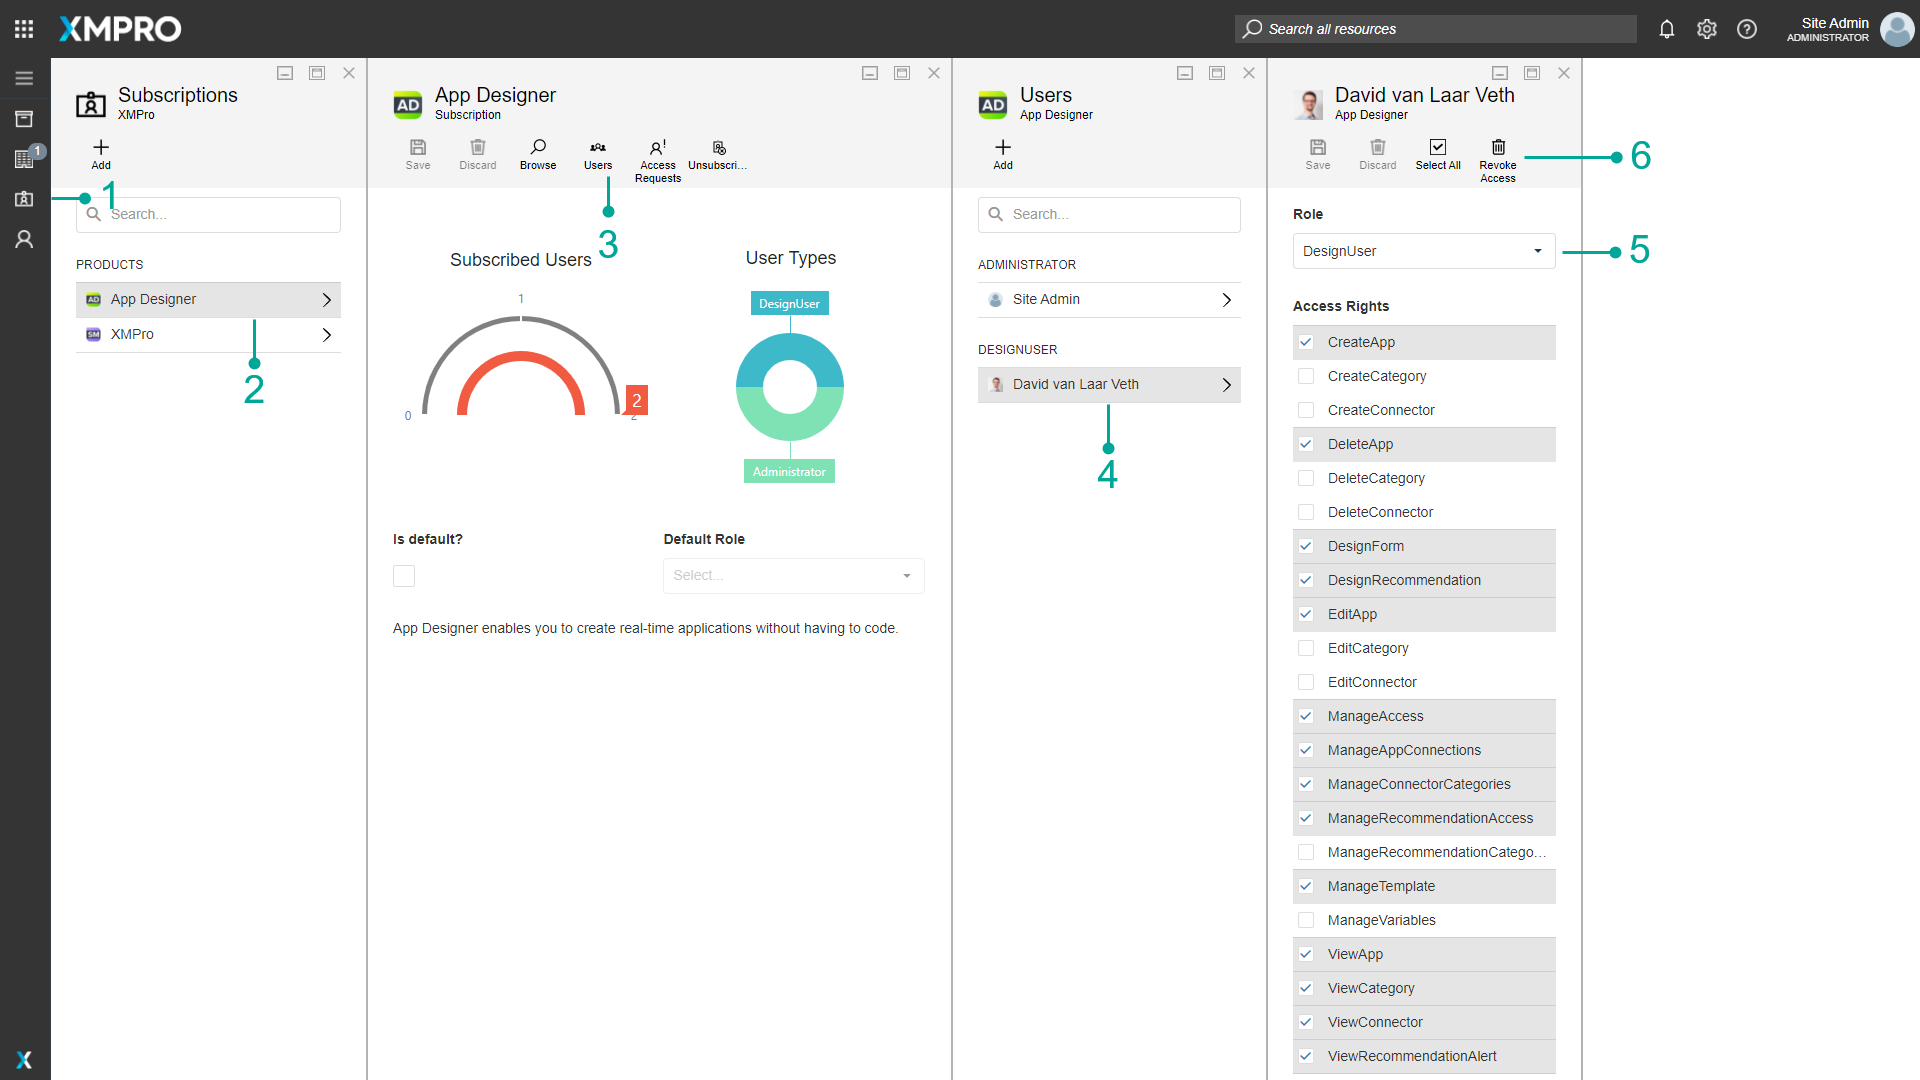 XMPRO
Search all resources
Site Admin
ADMINISTRATOR
1
Subscriptions
XMPro
Add
1
Search...
PRODUCTS
App Designer
XMPro
2
App Designer
Subscription
Save
Discard
Browse
Users
Access Requests
Unsubscri...
3
Subscribed Users
0
1
2
2
User Types
DesignUser
Administrator
Is default?
Default Role
Select...
App Designer enables you to create real-time applications without having to code.
Users
App Designer
Add
Search...
ADMINISTRATOR
Site Admin
DESIGNUSER
David van Laar Veth
4
David van Laar Veth
App Designer
Save
Discard
Select All
Revoke Access
6
Role
DesignUser
5
Access Rights
CreateApp
CreateCategory
CreateConnector
DeleteApp
DeleteCategory
DeleteConnector
DesignForm
DesignRecommendation
EditApp
EditCategory
EditConnector
ManageAccess
ManageAppConnections
ManageConnectorCategories
ManageRecommendationAccess
ManageRecommendationCatego...
ManageTemplate
ManageVariables
ViewApp
ViewCategory
ViewConnector
ViewRecommendationAlert